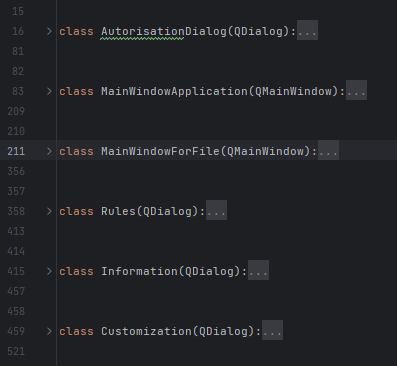 15
16 class AutorisationDialog(QDialog):...
81
82
83 class MainWindowApplication(QMainWindow):...
209
210
211 class MainWindowForFile(QMainWindow):...
356
357
358 class Rules(QDialog):...
413
414
415 class Information(QDialog):...
457
458
459 class Customization(QDialog):...
521